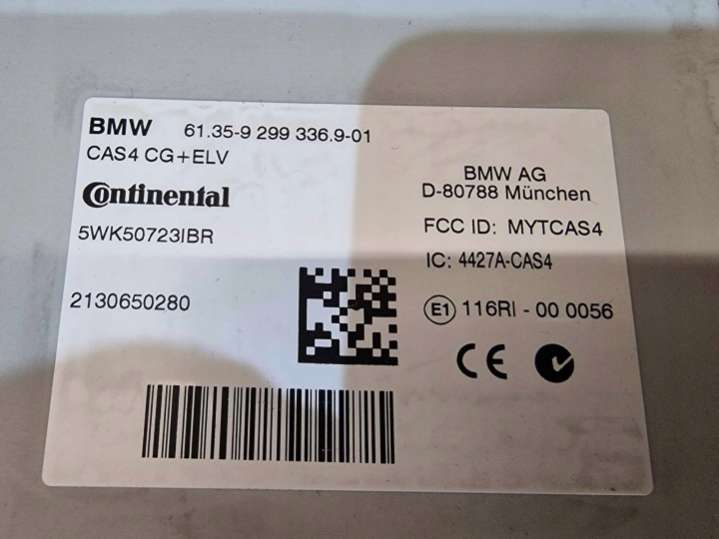 BMW 61.35-9 299 336.9-01
CAS4 CG+ELV
Continental
5WK50723IBR
2130650280
BMW AG
D-80788 München
FCC ID: MYTCAS4
IC: 4427A-CAS4
E1 116RI - 00 0056
CE